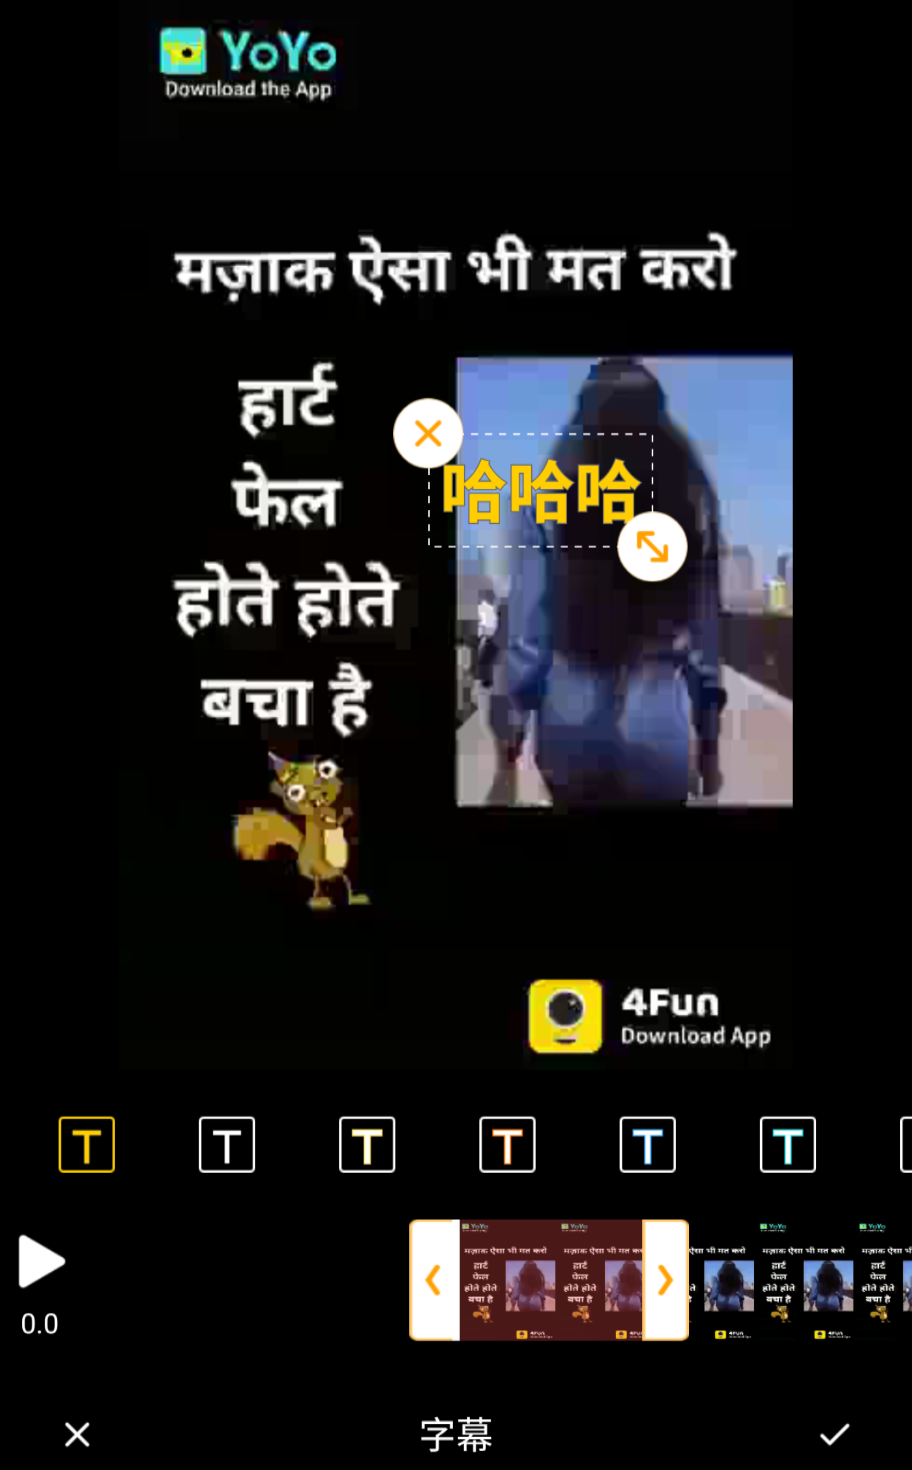 YoYo
Download the App
मज़ाक ऐसा भी मत करो
हार्ट
फेल
होते होते
बचा है
哈哈哈
4Fun
Download App
T T T T T T
0.0
字幕